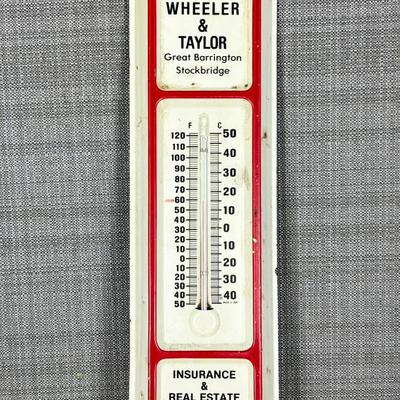 WHEELER
&
TAYLOR
Great Barrington
Stockbridge
F C
120 50
110 40
100
90 30
80
70 20
60 10
50
40 0
30
20 10
10 20
0
10
20 30
30
40 40
50
INSURANCE
&
REAL ESTATE